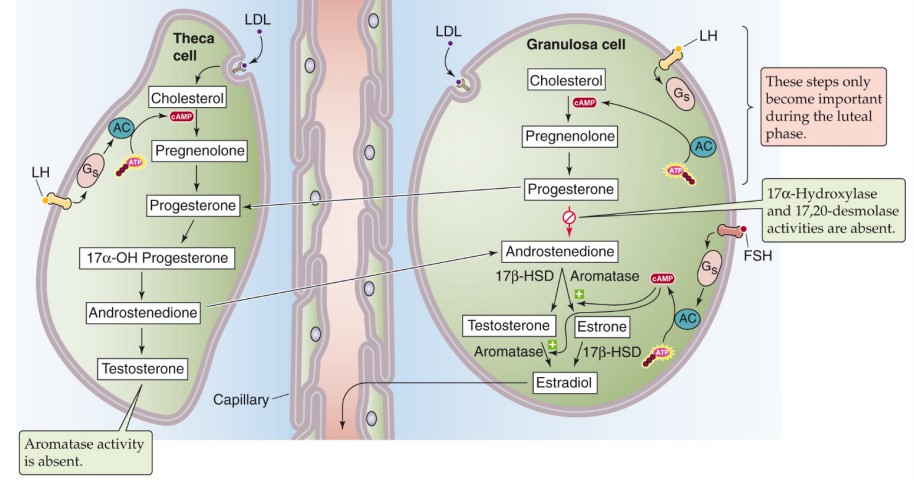 Theca
cell
LDL
Cholesterol
cAMP
AC
Pregnenolone
ATP
Gs
LH
Progesterone
17α-OH Progesterone
Androstenedione
Testosterone
Aromatase activity
is absent.
Capillary
LDL
Granulosa cell
LH
Gs
Cholesterol
cAMP
AC
Pregnenolone
ATP
Progesterone
These steps only
become important
during the luteal
phase.
17α-Hydroxylase
and 17,20-desmolase
activities are absent.
FSH
Androstenedione
Gs
17β-HSD Aromatase
cAMP
+
Testosterone
Estrone
AC
Aromatase
+
17β-HSD
ATP
Estradiol